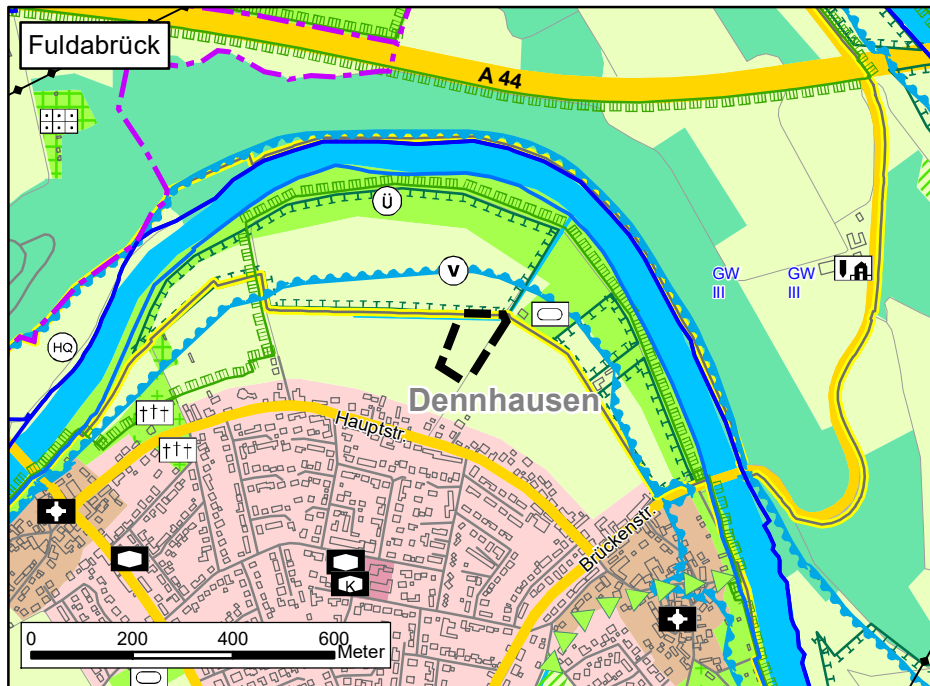 Fuldabrück
A 44
Ü
V
GW
III
GW
III
HQ
Dennhausen
Hauptstr.
Brückenstr.
K
0 200 400 600
Meter